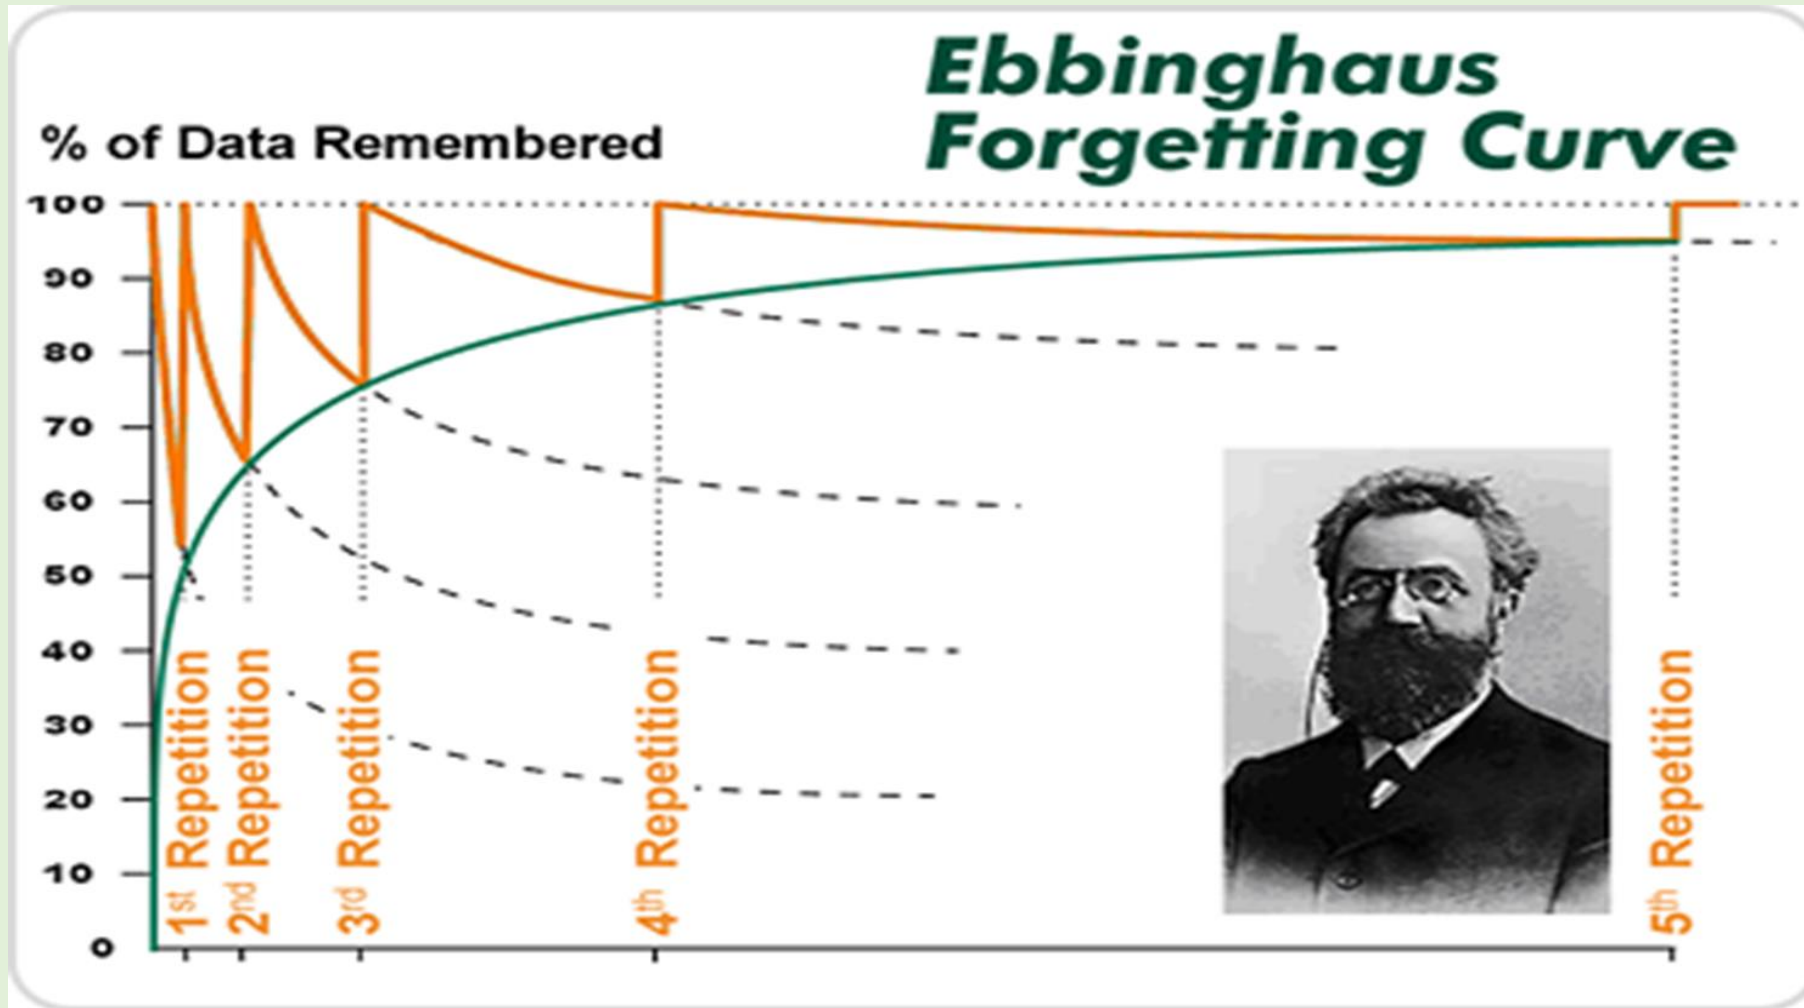 Ebbinghaus
Forgetting Curve
% of Data Remembered
100
90
80
70
60
50
40
30
20
10
0
1st Repetition
2nd Repetition
3rd Repetition
4th Repetition
5th Repetition